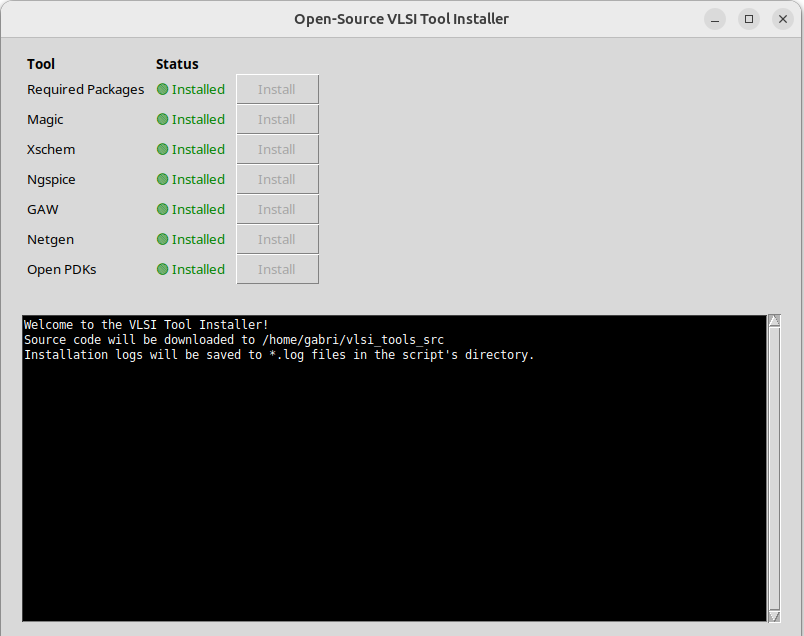 Open-Source VLSI Tool Installer
Tool Status
Required Packages Installed Install
Magic Installed Install
Xschem Installed Install
Ngspice Installed Install
GAW Installed Install
Netgen Installed Install
Open PDKs Installed Install
Welcome to the VLSI Tool Installer!
Source code will be downloaded to /home/gabri/vlsi_tools_src
Installation logs will be saved to *.log files in the script's directory.